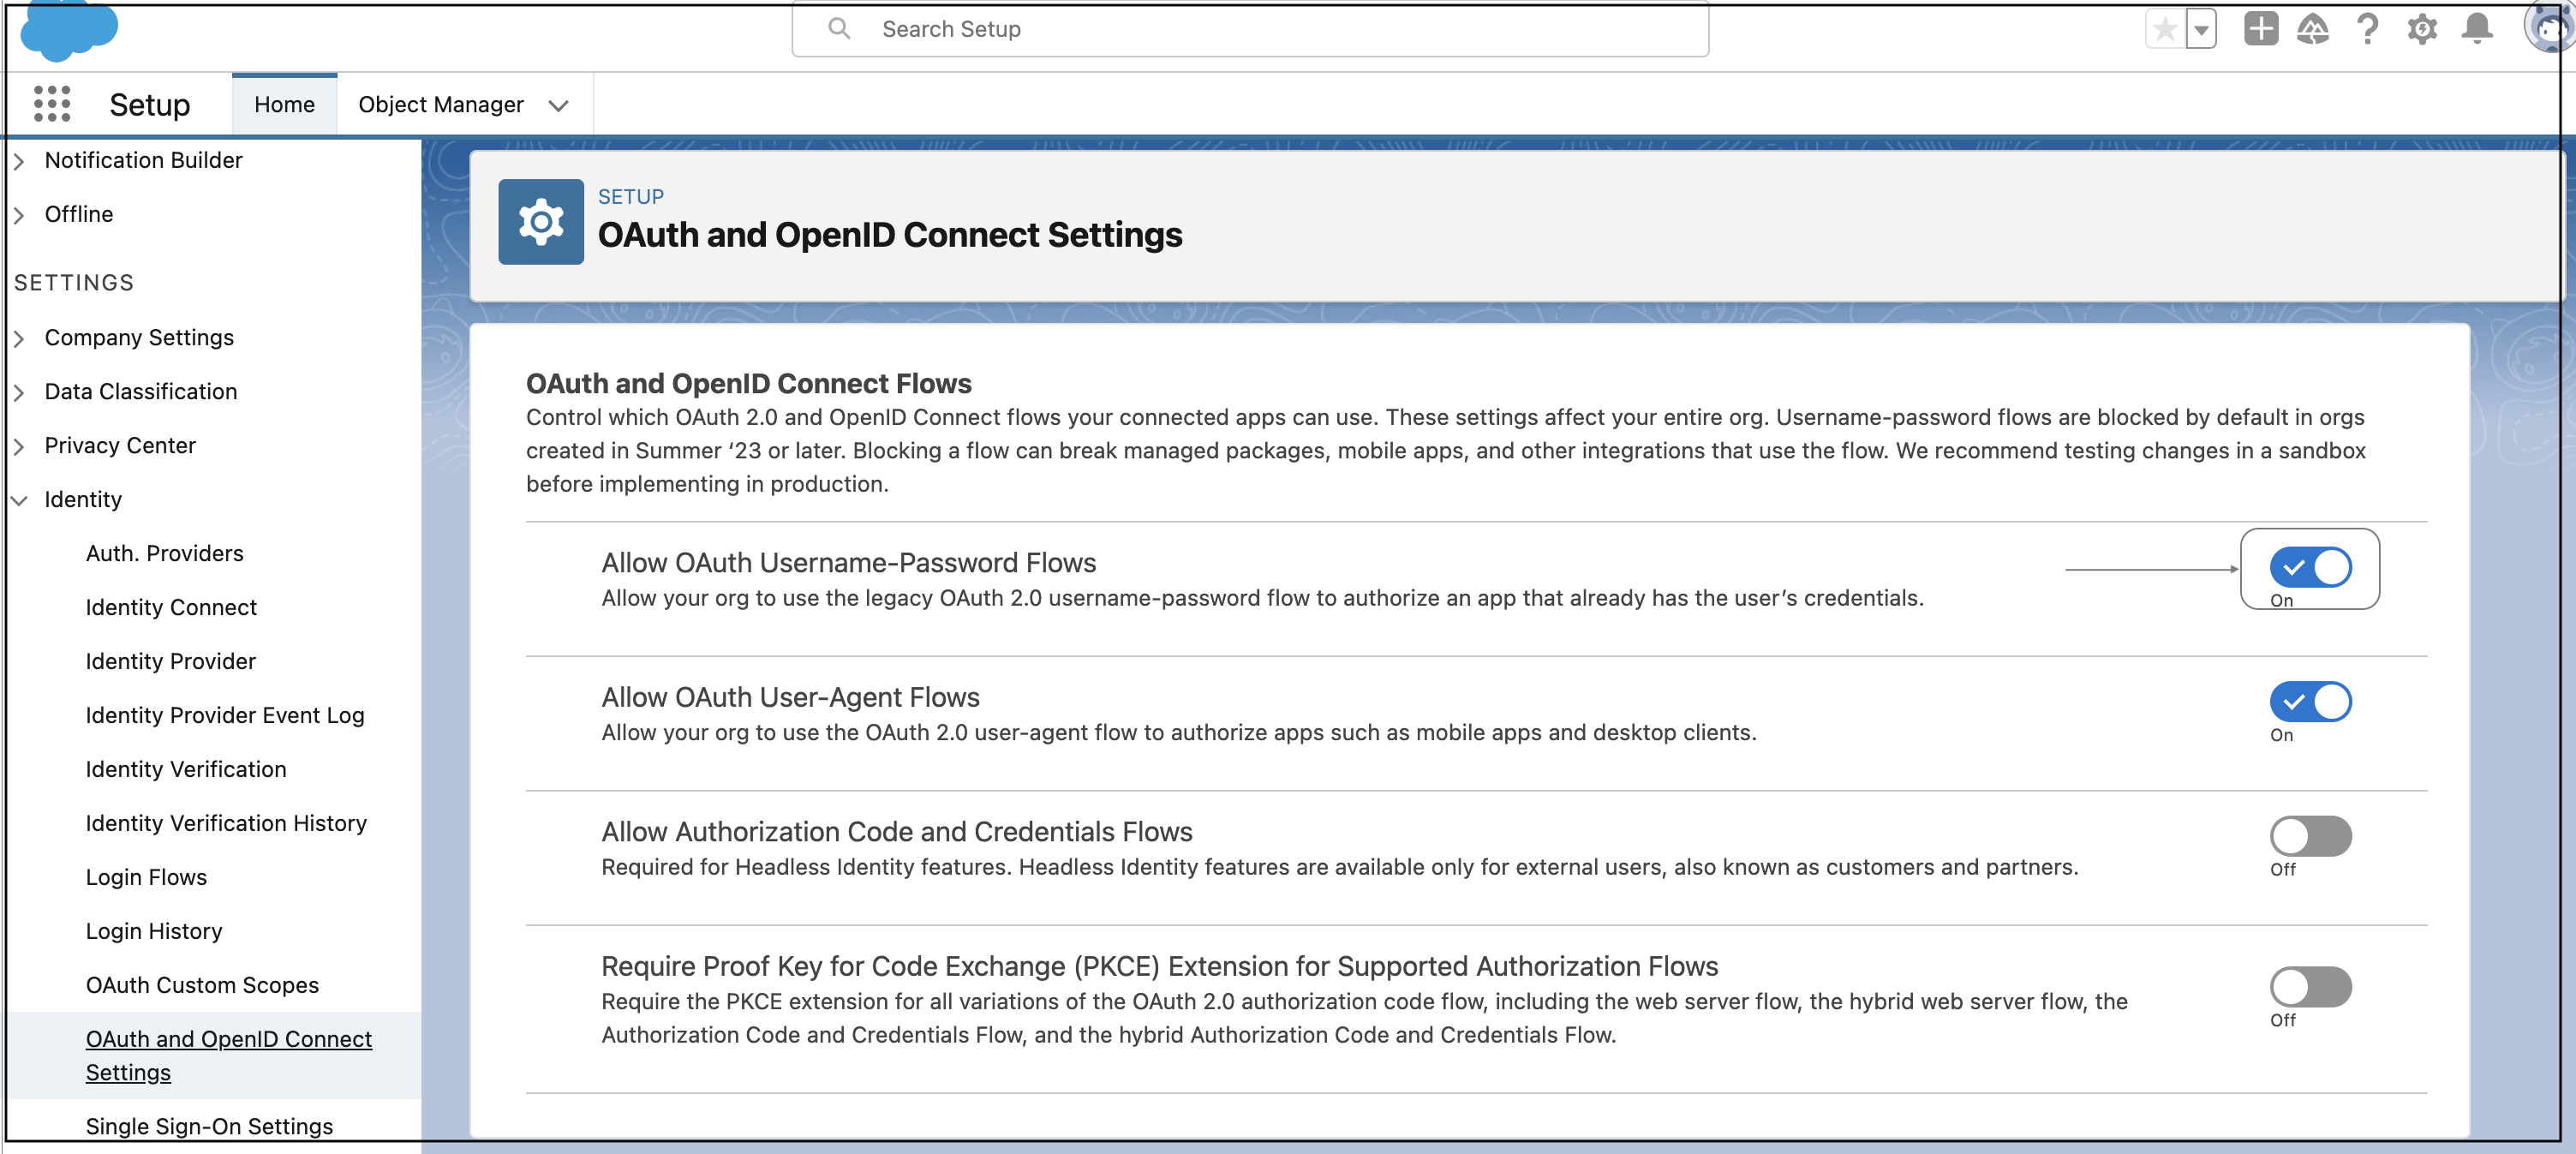 Search Setup
Setup
Home
Object Manager
Notification Builder
Offline
SETTINGS
Company Settings
Data Classification
Privacy Center
Identity
Auth. Providers
Identity Connect
Identity Provider
Identity Provider Event Log
Identity Verification
Identity Verification History
Login Flows
Login History
OAuth Custom Scopes
OAuth and OpenID Connect
Settings
Single Sign-On Settings
SETUP
OAuth and OpenID Connect Settings
OAuth and OpenID Connect Flows
Control which OAuth 2.0 and OpenID Connect flows your connected apps can use. These settings affect your entire org. Username-password flows are blocked by default in orgs
created in Summer ‘23 or later. Blocking a flow can break managed packages, mobile apps, and other integrations that use the flow. We recommend testing changes in a sandbox
before implementing in production.
Allow OAuth Username-Password Flows
Allow your org to use the legacy OAuth 2.0 username-password flow to authorize an app that already has the user’s credentials.
On
Allow OAuth User-Agent Flows
Allow your org to use the OAuth 2.0 user-agent flow to authorize apps such as mobile apps and desktop clients.
On
Allow Authorization Code and Credentials Flows
Required for Headless Identity features. Headless Identity features are available only for external users, also known as customers and partners.
Off
Require Proof Key for Code Exchange (PKCE) Extension for Supported Authorization Flows
Require the PKCE extension for all variations of the OAuth 2.0 authorization code flow, including the web server flow, the hybrid web server flow, the
Authorization Code and Credentials Flow, and the hybrid Authorization Code and Credentials Flow.
Off